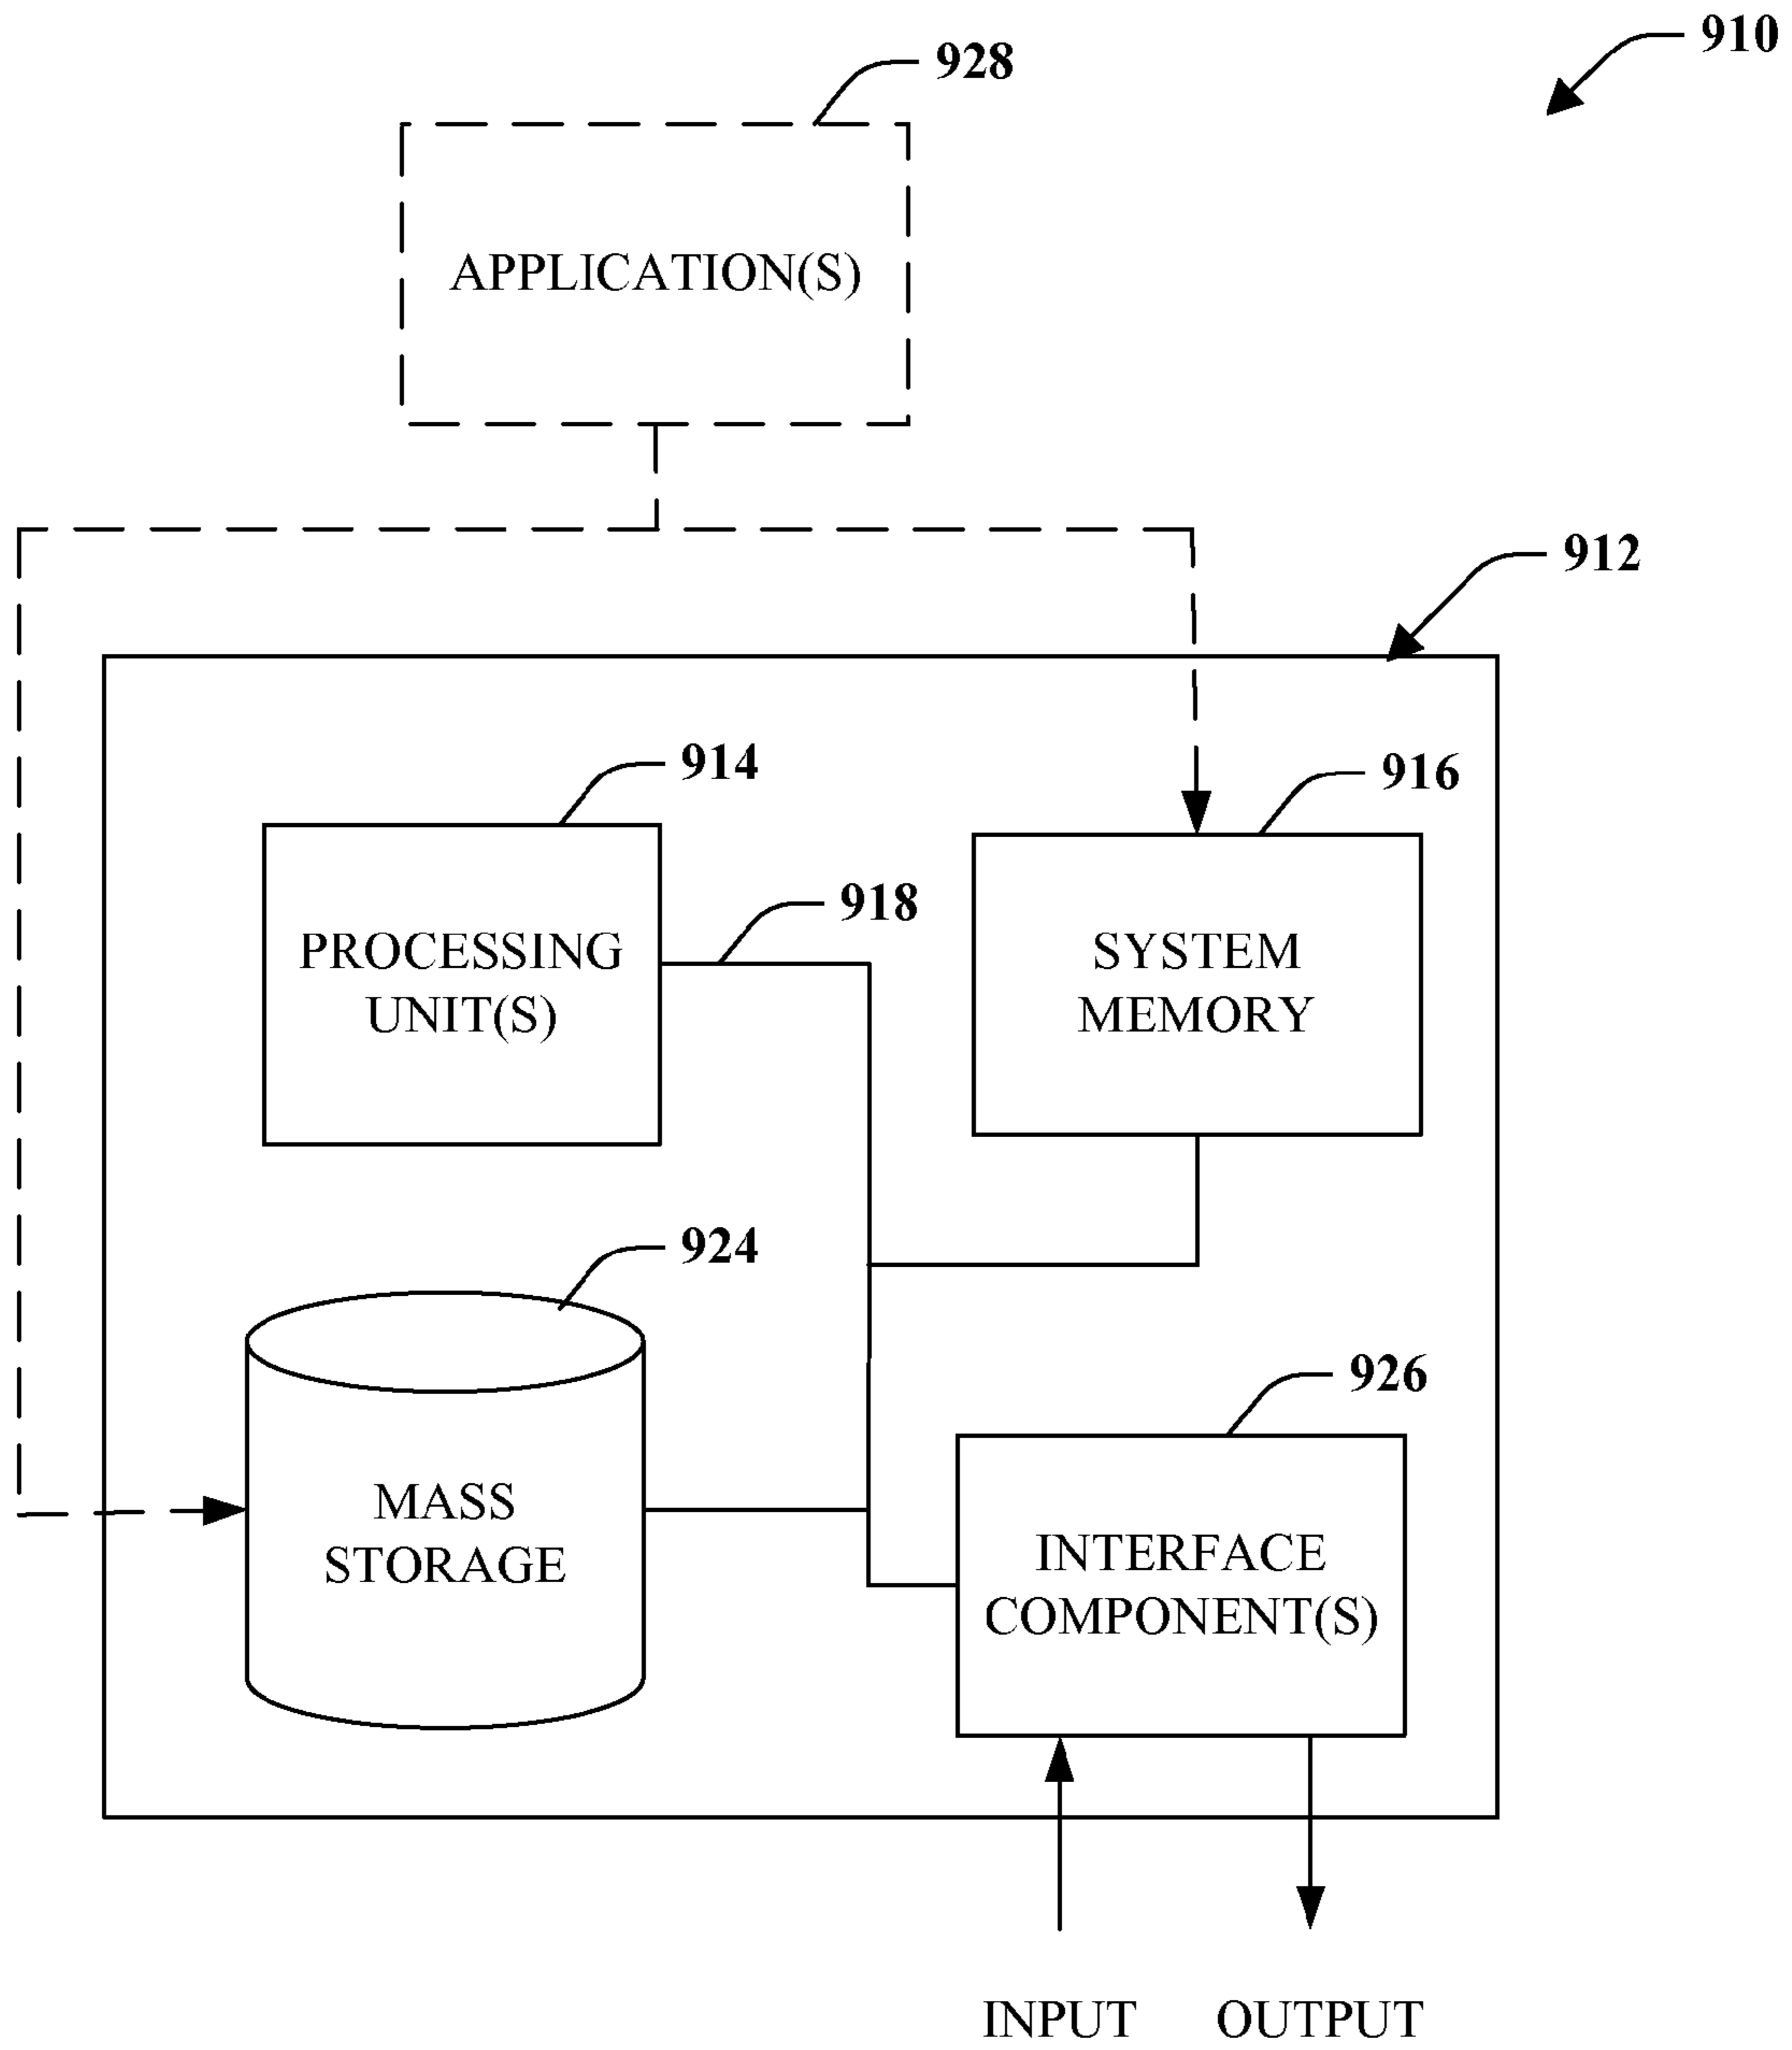 910
928
APPLICATION(S)
912
914
916
918
PROCESSING
UNIT(S)
SYSTEM
MEMORY
924
926
MASS
STORAGE
INTERFACE
COMPONENT(S)
INPUT
OUTPUT